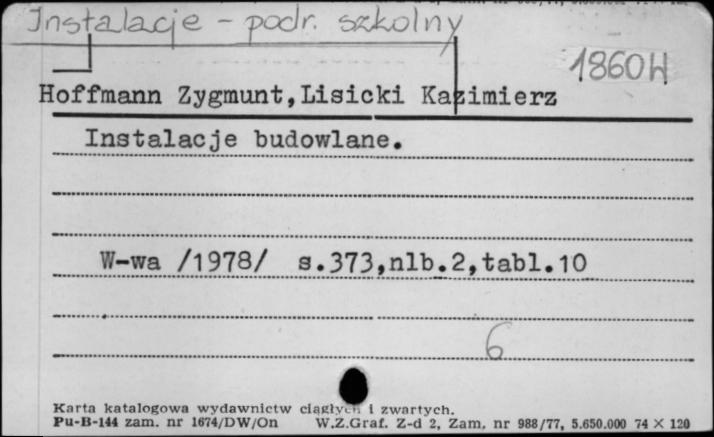 Instalacje - podr. szkolny
1860H
Hoffmann Zygmunt,Lisicki Kazimierz
Instalacje budowlane.
W-wa /1978/ s.373,nlb.2,tabl.10
6
Karta katalogowa wydawnictw ciągłych i zwartych.
Pu-B-144 zam. nr 1674/DW/On W.Z.Graf. Z-d 2, Zam. nr 988/77, 5.650.000 74 X 120